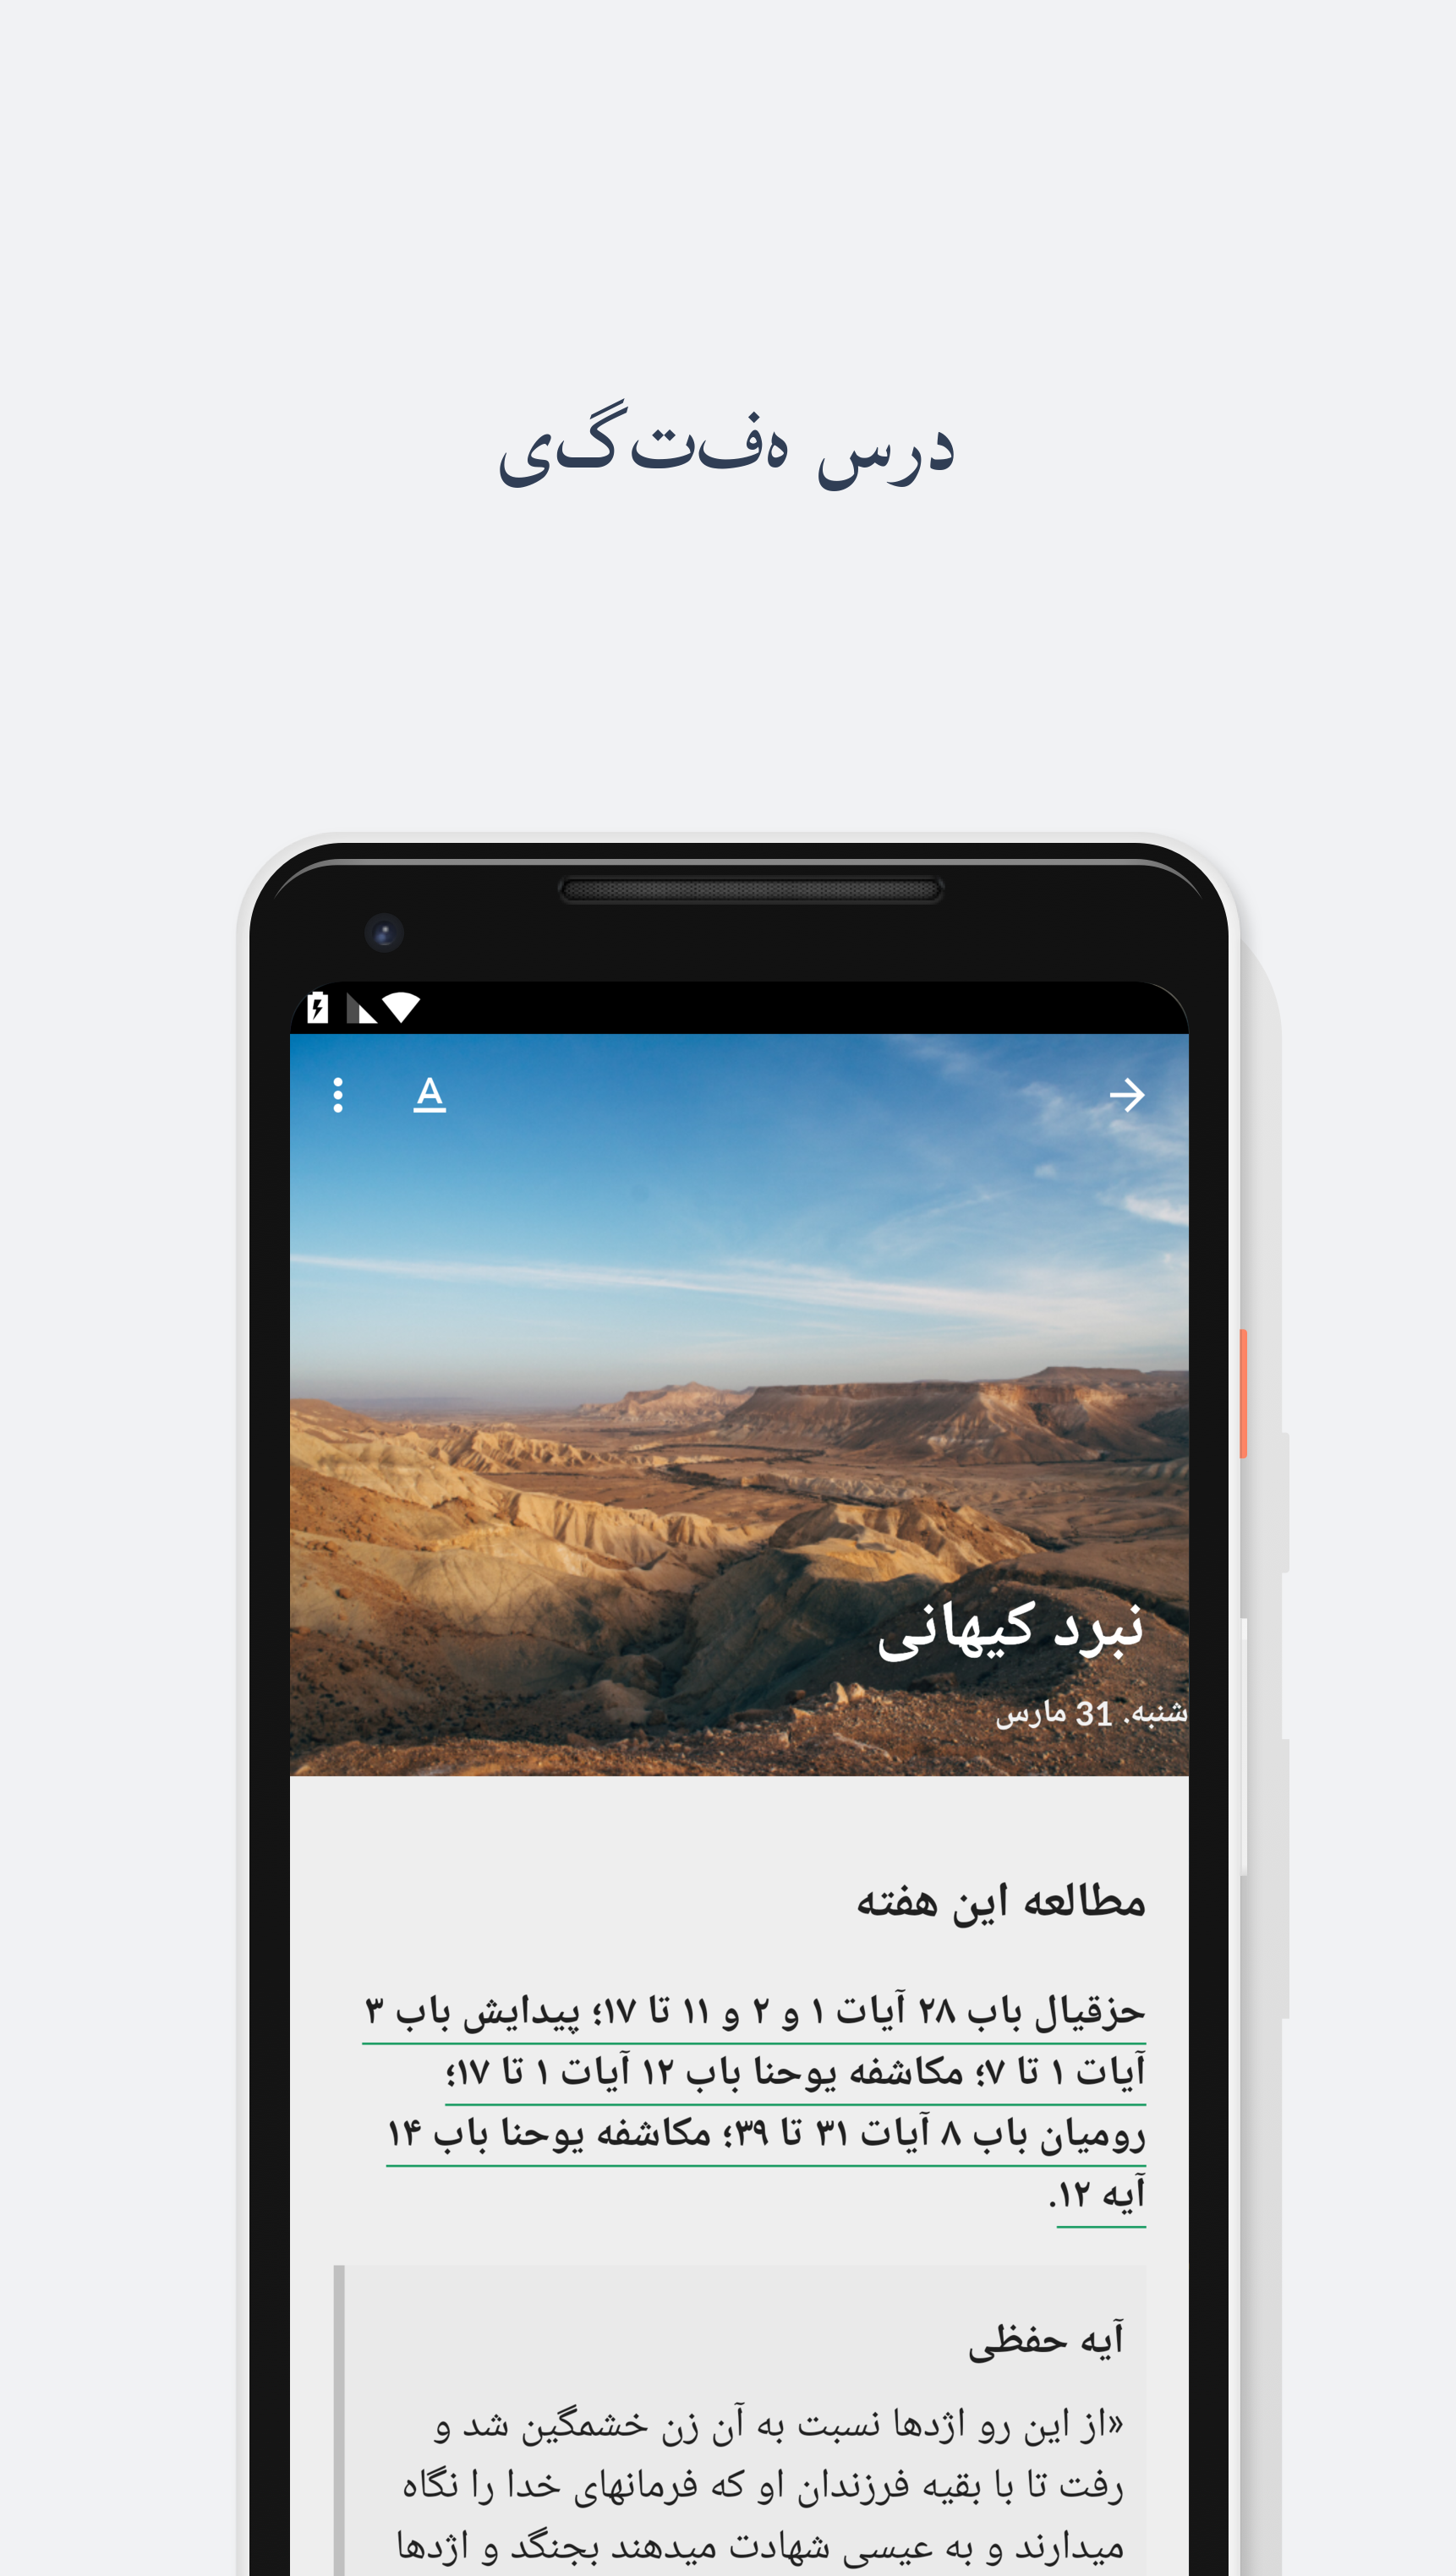 درس هفتگی
A
نبرد کیهانی
شنبه. 31 مارس
مطالعه این هفته
حزقیال باب ۲۸ آیات ۱ و ۲ و ۱۱ تا ۱۷؛ پیدایش باب ۳
آیات ۱ تا ۷؛ مکاشفه یوحنا باب ۱۲ آیات ۱ تا ۱۷؛
رومیان باب ۸ آیات ۳۱ تا ۳۹؛ مکاشفه یوحنا باب ۱۴
آیه ۱۲.
آیه حفظی
«از این رو اژدها نسبت به آن زن خشمگین شد و
رفت تا با بقیه فرزندان او که فرمانهای خدا را نگاه
میدارند و به عیسی شهادت میدهند بجنگد و اژدها